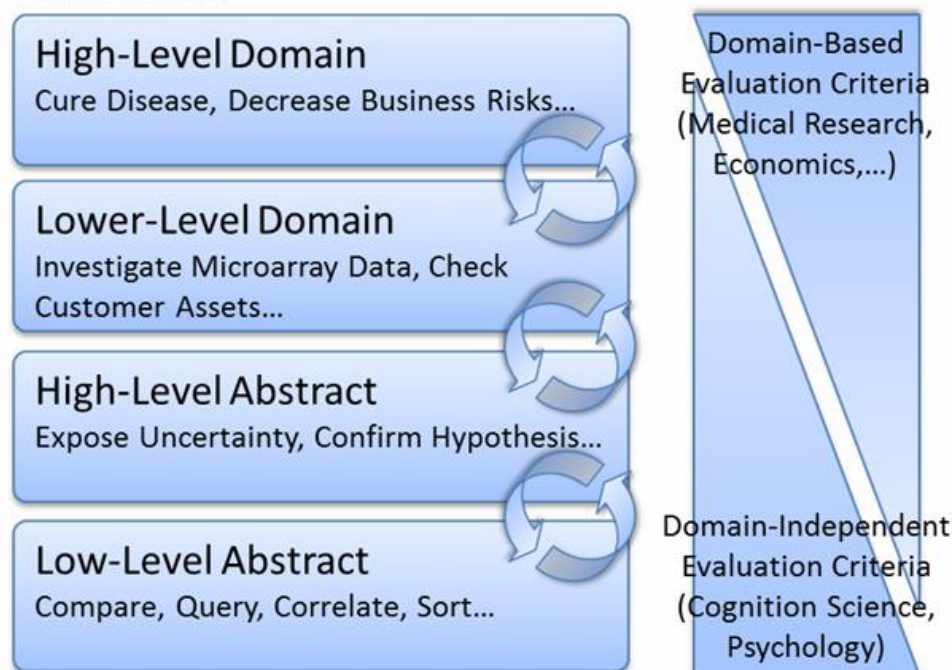 High-Level Domain
Cure Disease, Decrease Business Risks...
Lower-Level Domain
Investigate Microarray Data, Check
Customer Assets...
High-Level Abstract
Expose Uncertainty, Confirm Hypothesis...
Low-Level Abstract
Compare, Query, Correlate, Sort...
Domain-Based
Evaluation Criteria
(Medical Research,
Economics,...)
Domain-Independent
Evaluation Criteria
(Cognition Science,
Psychology)